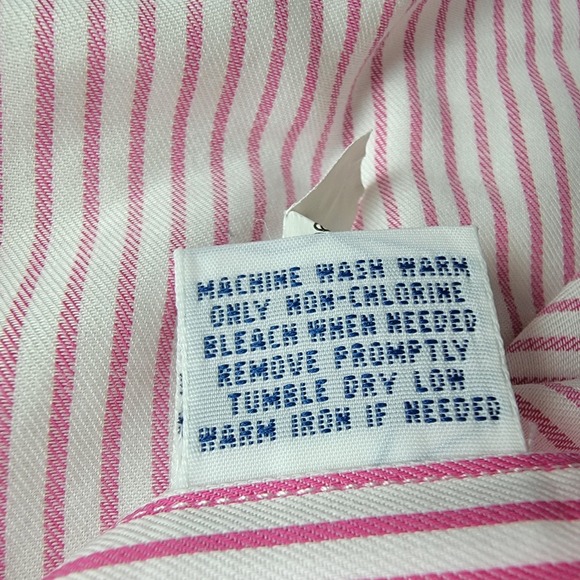 MACHINE WASH WARM
ONLY NON-CHLORINE
BLEACH WHEN NEEDED
REMOVE PROMPTLY
TUMBLE DRY LOW
WARM IRON IF NEEDED